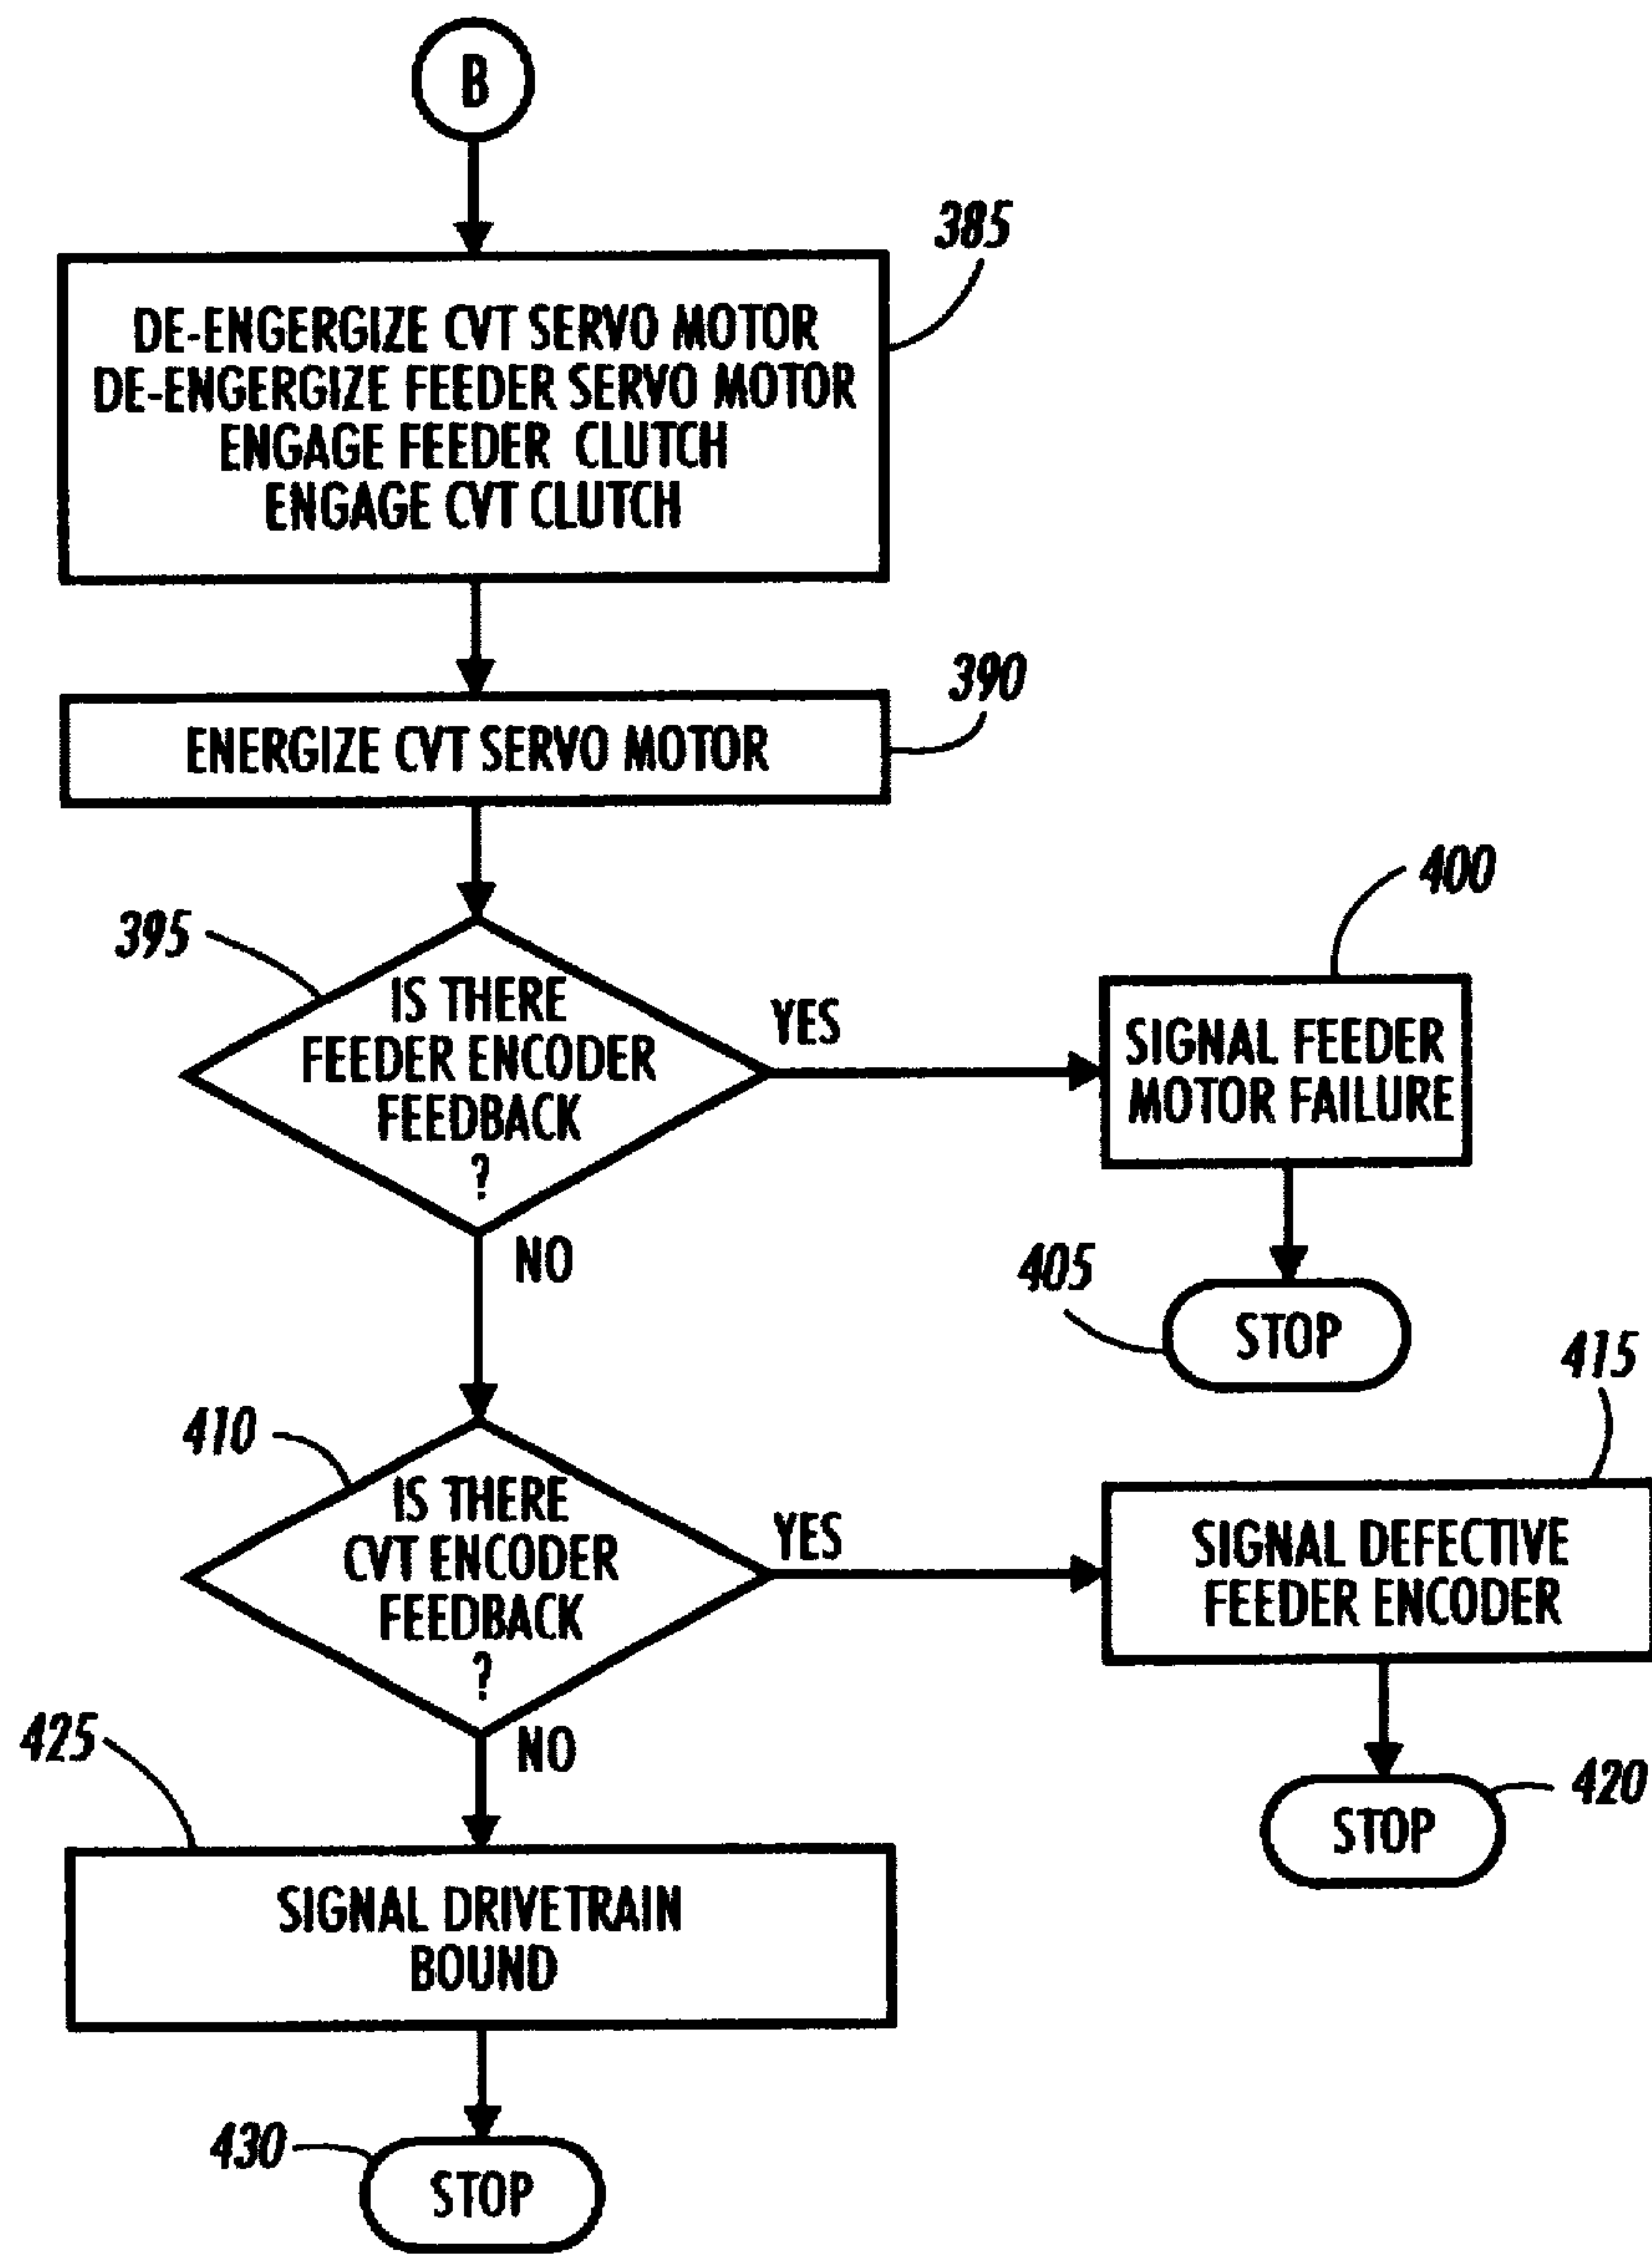 B
385
DE-ENGERGIZE CVT SERVO MOTOR
DE-ENGERGIZE FEEDER SERVO MOTOR
ENGAGE FEEDER CLUTCH
ENGAGE CVT CLUTCH
390
ENERGIZE CVT SERVO MOTOR
395
IS THERE
FEEDER ENCODER
FEEDBACK
?
YES
400
SIGNAL FEEDER
MOTOR FAILURE
NO
405
STOP
410
IS THERE
CVT ENCODER
FEEDBACK
?
YES
415
SIGNAL DEFECTIVE
FEEDER ENCODER
NO
420
STOP
425
SIGNAL DRIVETRAIN
BOUND
430
STOP